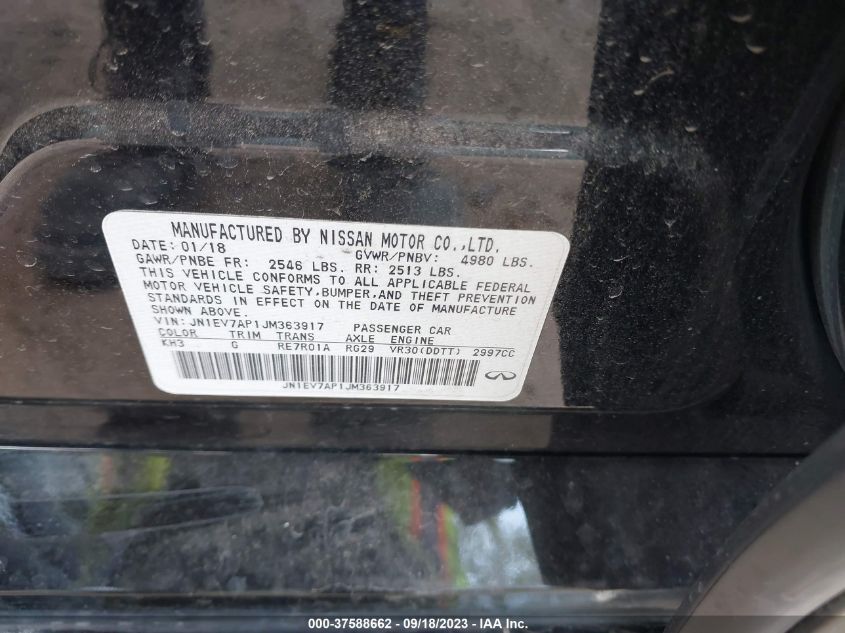 MANUFACTURED BY NISSAN MOTOR CO.,LTD.
DATE: 01/18 GVWR/PNBV: 4980 LBS.
GAWR/PNBE FR: 2546 LBS. RR: 2513 LBS.
THIS VEHICLE CONFORMS TO ALL APPLICABLE FEDERAL
MOTOR VEHICLE SAFETY,BUMPER,AND THEFT PREVENTION
STANDARDS IN EFFECT ON THE DATE OF MANUFACTURE
SHOWN ABOVE.
VIN: JN1EV7AP1JM363917 PASSENGER CAR
COLOR TRIM TRANS AXLE ENGINE
KH3 G RE7R01A RG29 VR30(DDTT) 2997CC
JN1EV7AP1JM363917
000-37588662 - 09/18/2023 - IAA Inc.